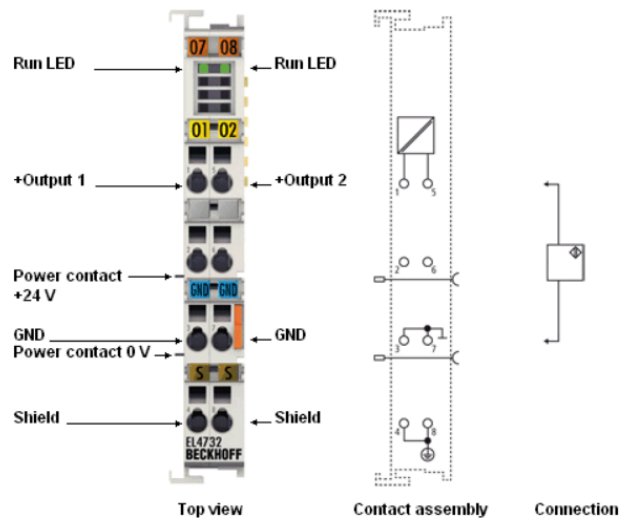 07 08
Run LED
Run LED
01 02
+Output 1
+Output 2
1
5
Power contact
+24 V
2
6
GND GND
GND
GND
3
7
Power contact 0 V
S S
Shield
Shield
4
8
EL4732
BECKHOFF
Top view
Contact assembly
Connection